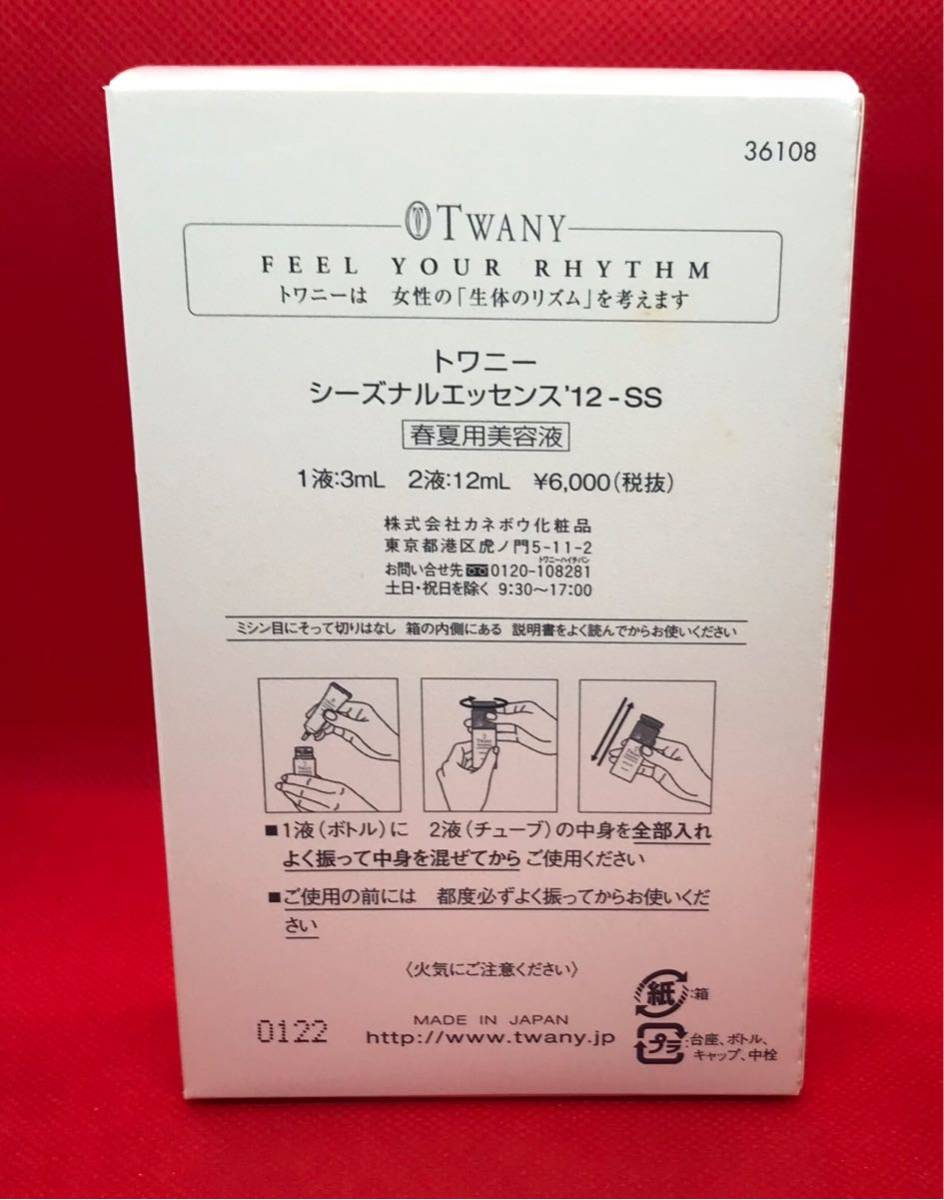 36108
TWANY
FEEL YOUR RHYTHM
トワニーは 女性の「生体のリズム」を考えます
トワニー
シーズナルエッセンス'12-SS
春夏用美容液
1液:3mL 2液:12mL ¥6,000(税抜)
株式会社カネボウ化粧品
東京都港区虎ノ門5-11-2
トワニーハイチバン
お問い合せ先 0120-108281
土日・祝日を除く 9:30〜17:00
ミシン目にそって切りはなし 箱の内側にある 説明書をよく読んでからお使いください
■1液(ボトル)に 2液(チューブ)の中身を全部入れ
よく振って中身を混ぜてから ご使用ください
■ご使用の前には 都度必ずよく振ってからお使いくだ
さい
〈火気にご注意ください〉
紙:箱
0122
MADE IN JAPAN
http://www.twany.jp
プラ:台座、ボトル、
キャップ、中栓